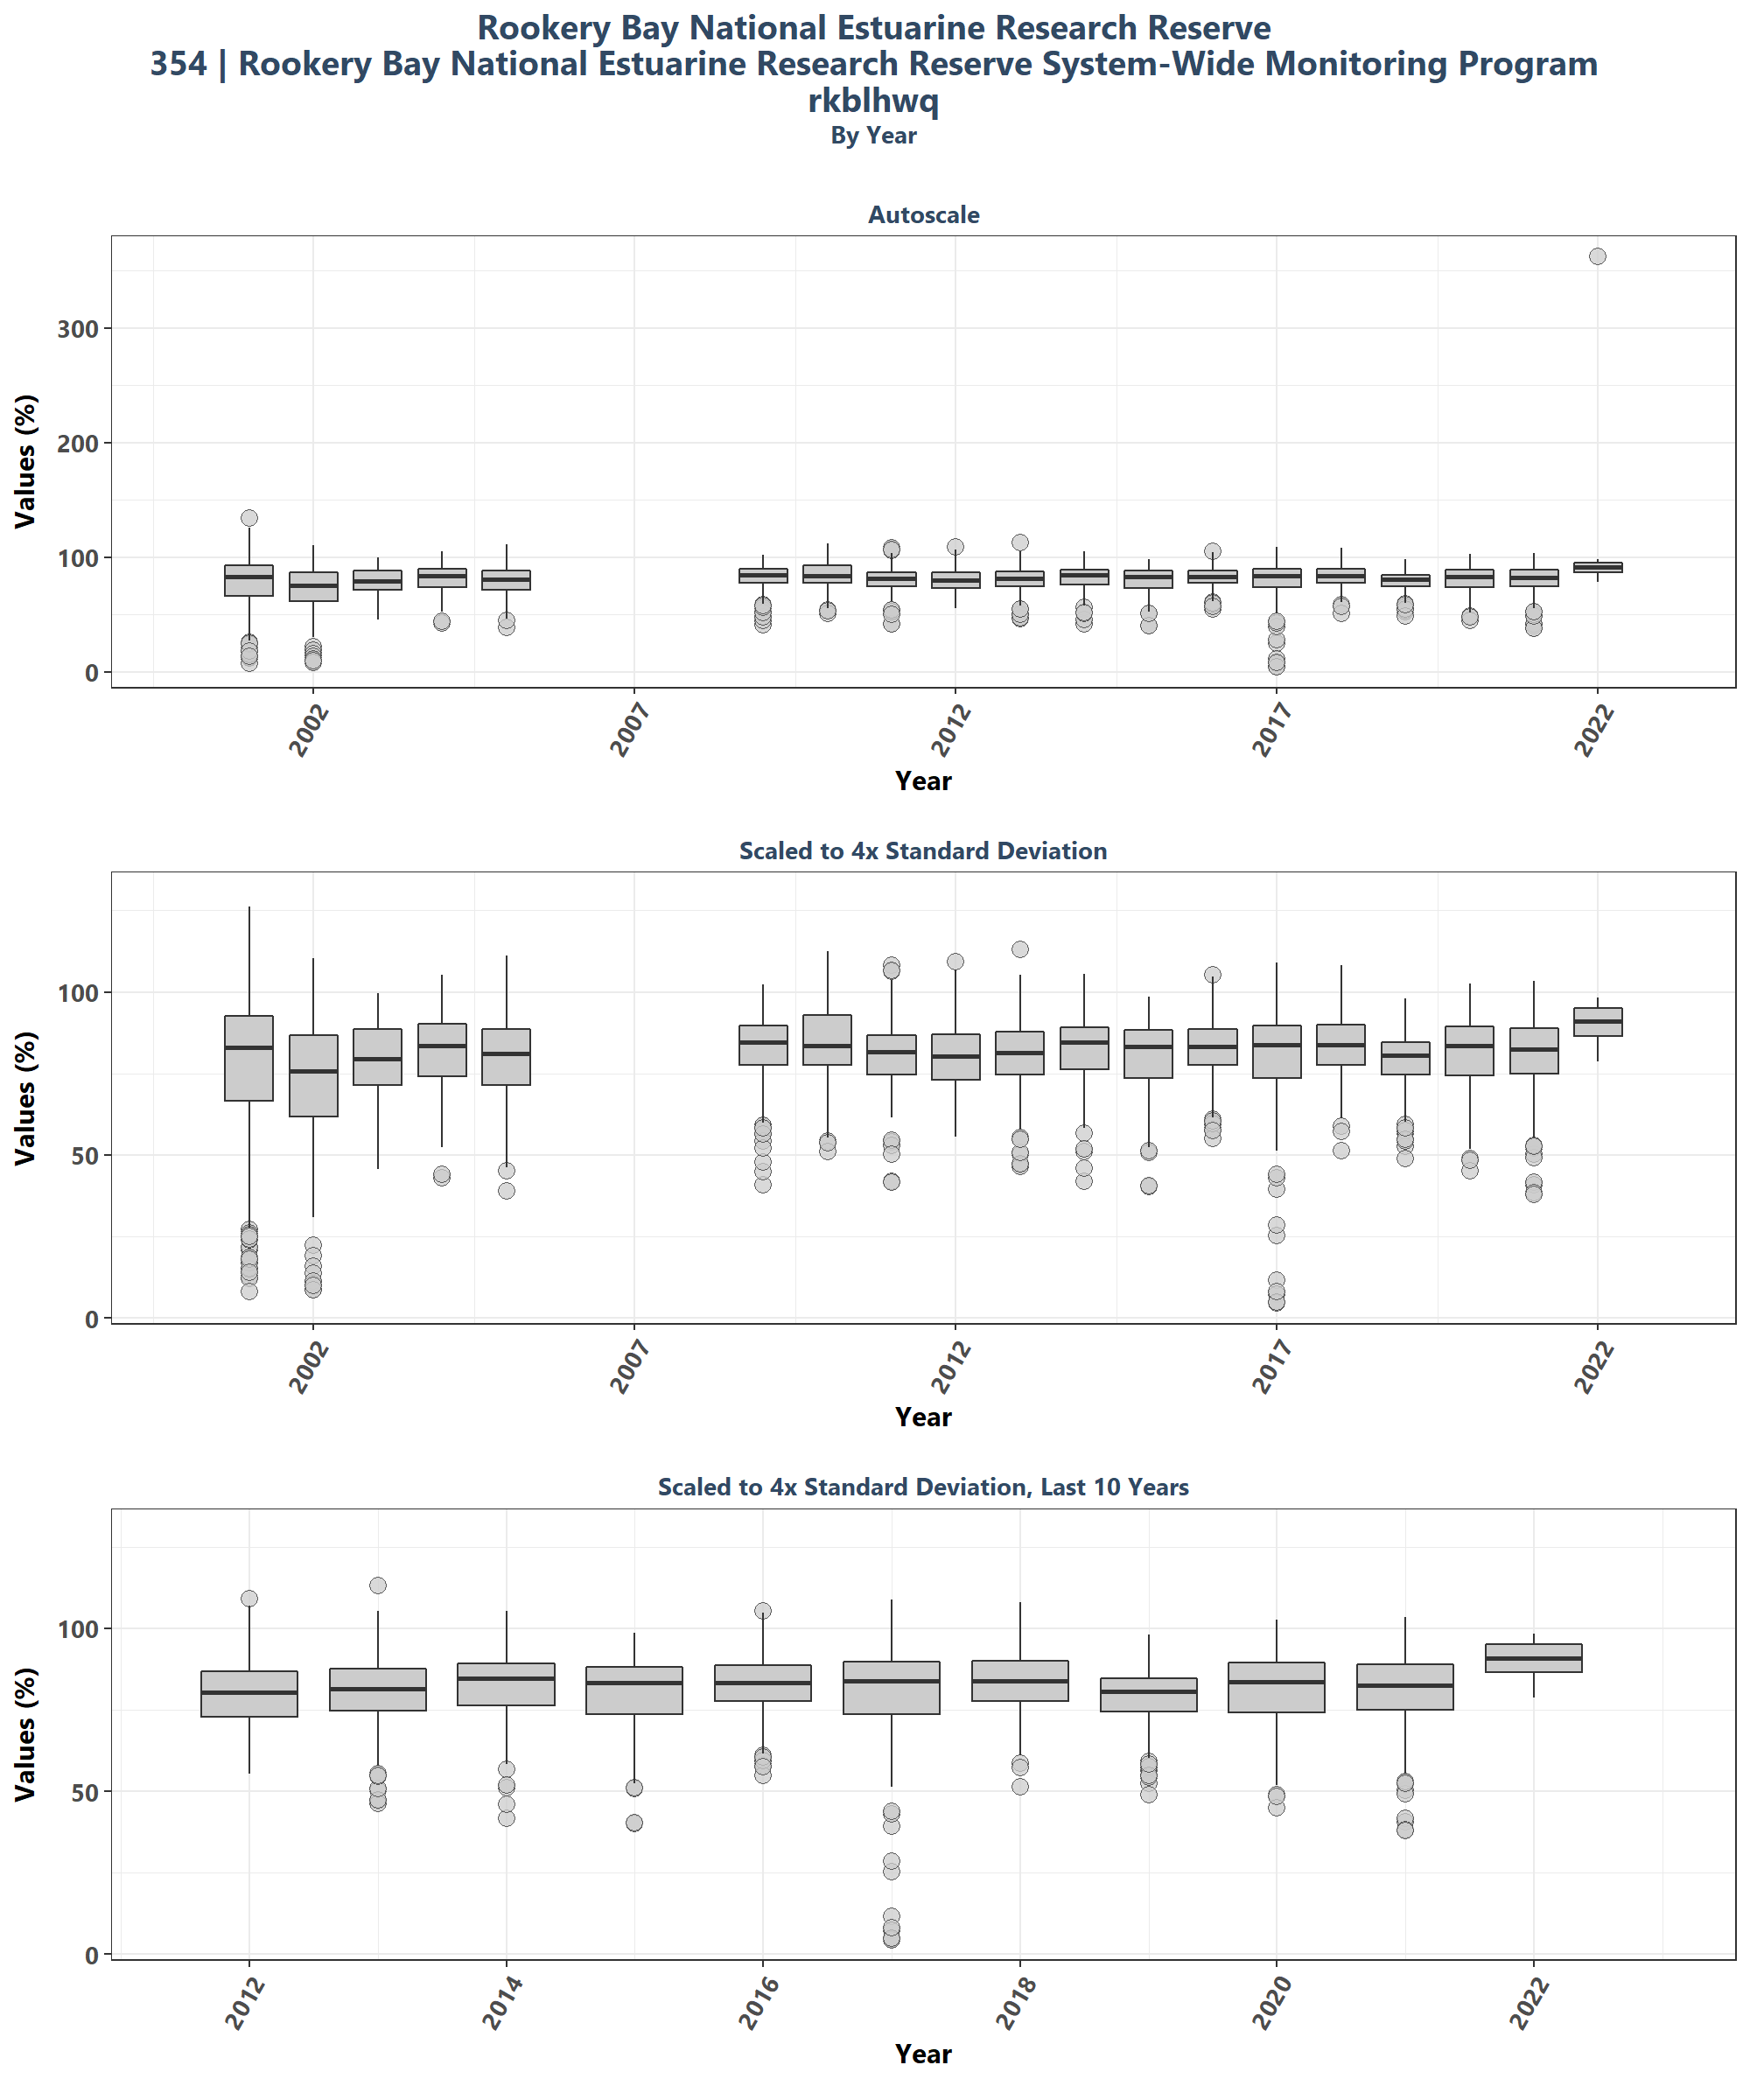 Rookery Bay National Estuarine Research Reserve
354 | Rookery Bay National Estuarine Research Reserve System-Wide Monitoring Program
rkblhwq
By Year
Autoscale
Values (%)
300
200
100
0
2002 2007 2012 2017 2022
Year
Scaled to 4x Standard Deviation
Values (%)
100
50
0
2002 2007 2012 2017 2022
Year
Scaled to 4x Standard Deviation, Last 10 Years
Values (%)
100
50
0
2012 2014 2016 2018 2020 2022
Year